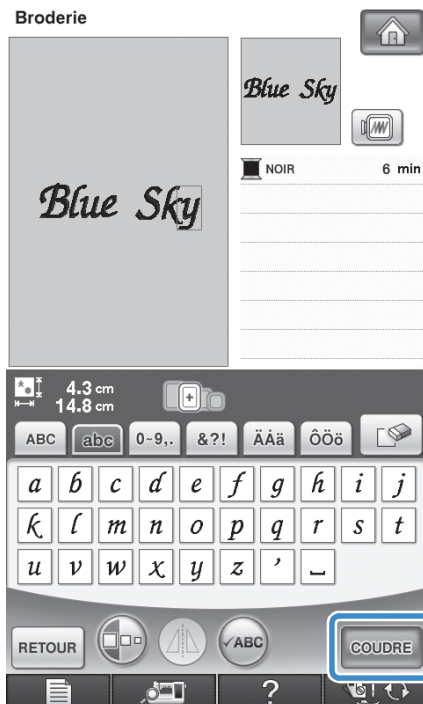 Broderie
Blue Sky
Blue Sky
NOIR 6 min
4.3 cm
14.8 cm
ABC abc 0~9,. &?! ÄÅä ÔÖö
a b c d e f g h i j
k l m n o p q r s t
u v w x y z ’ ⎵
RETOUR ✓ABC COUDRE
?